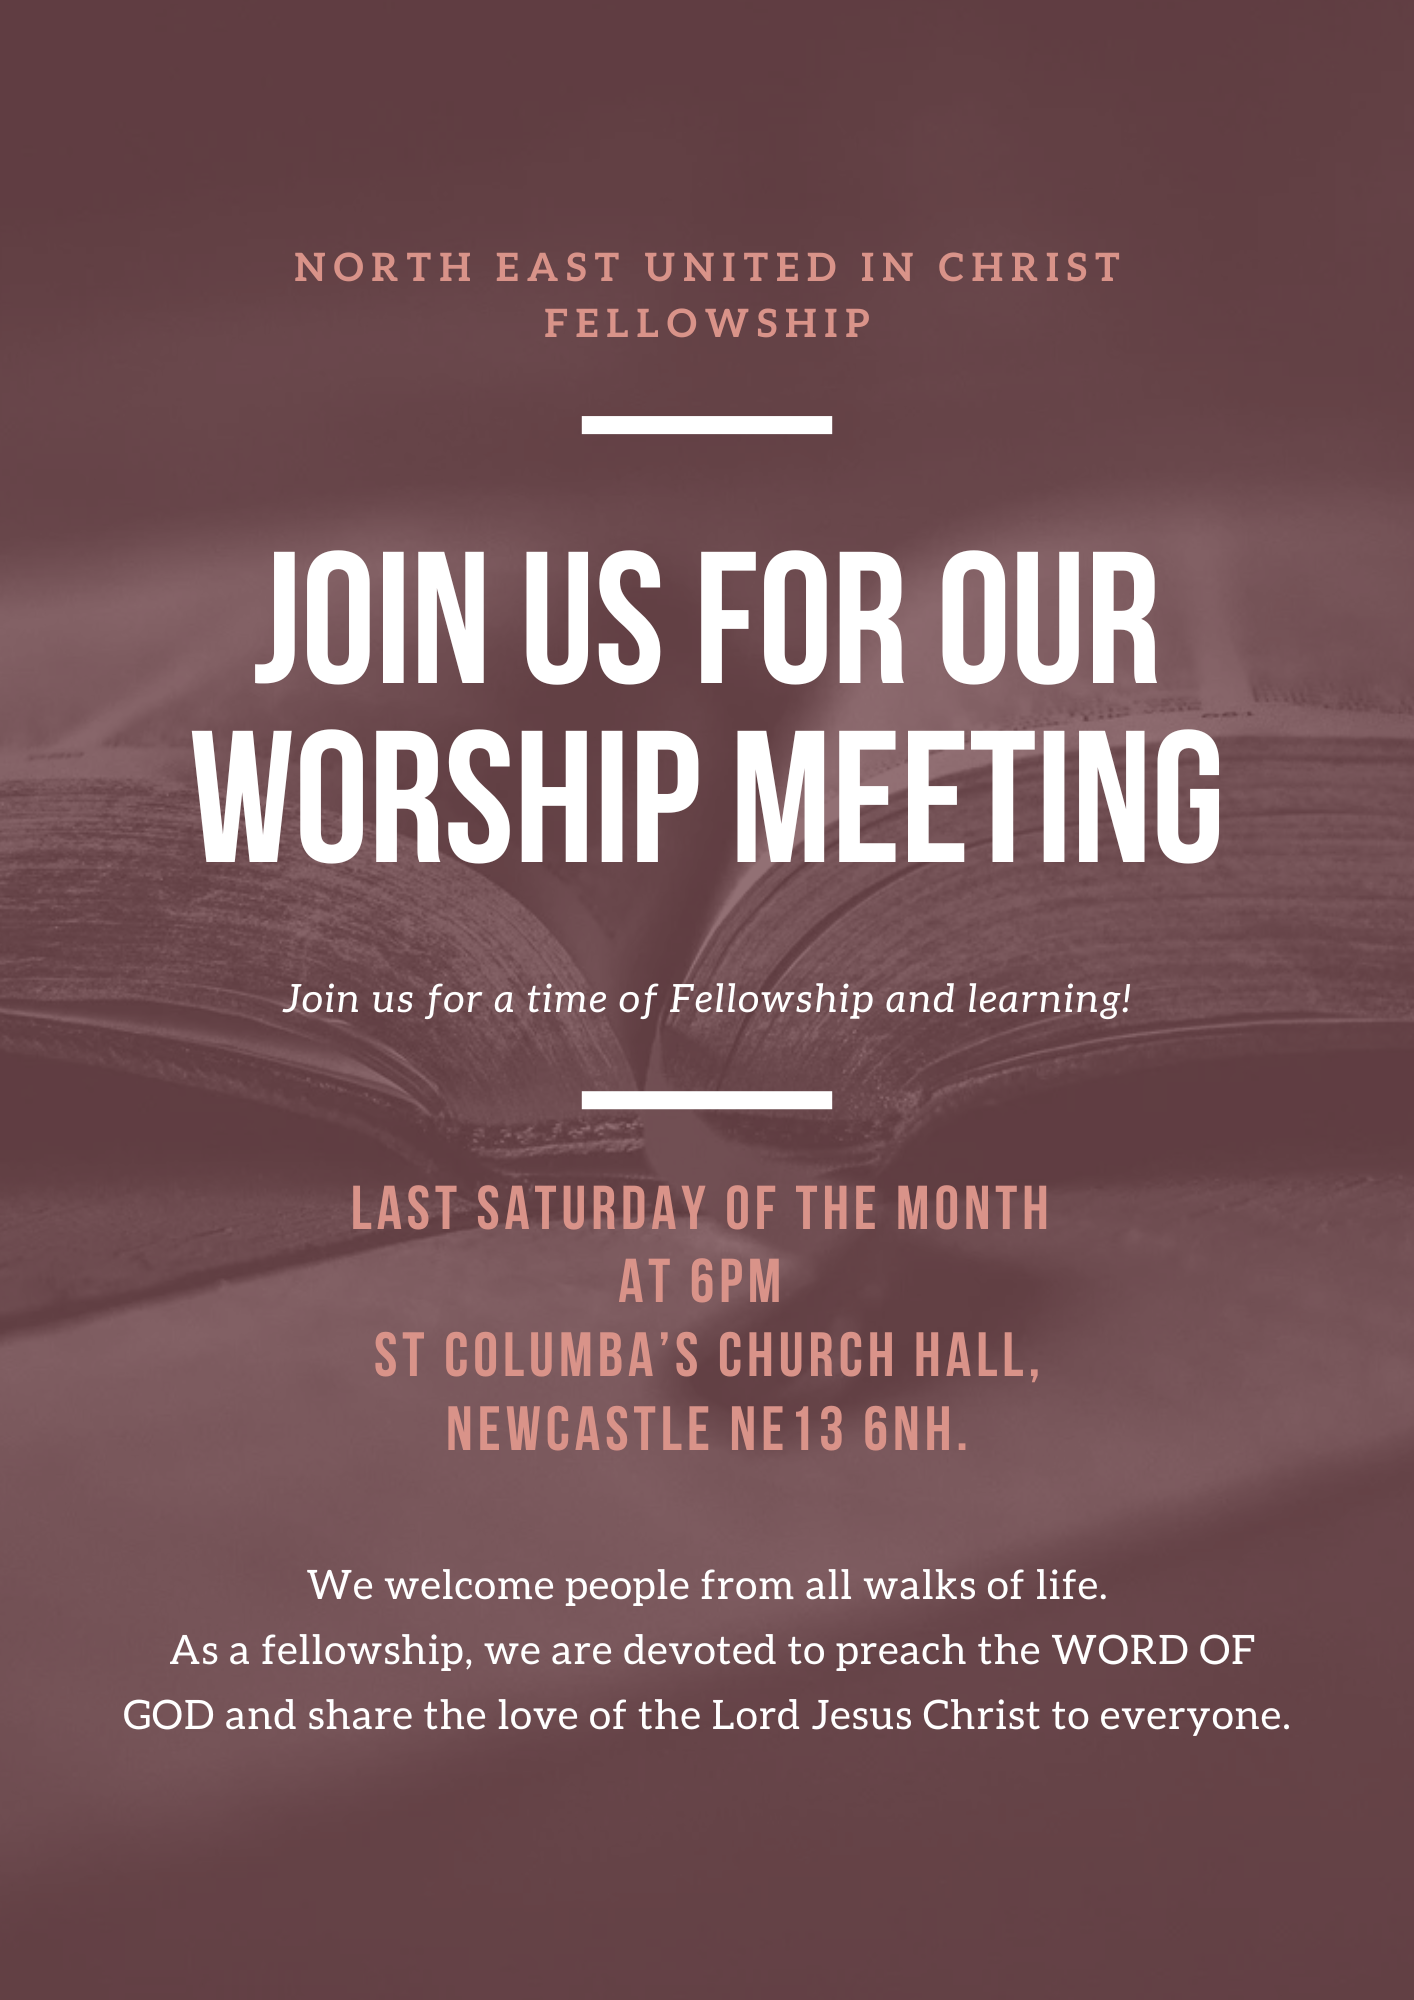 NORTH EAST UNITED IN CHRIST
FELLOWSHIP
JOIN US FOR OUR
WORSHIP MEETING
Join us for a time of Fellowship and learning!
LAST SATURDAY OF THE MONTH
AT 6PM
ST COLUMBA'S CHURCH HALL,
NEWCASTLE NE13 6NH.
We welcome people from all walks of life.
As a fellowship, we are devoted to preach the WORD OF
GOD and share the love of the Lord Jesus Christ to everyone.